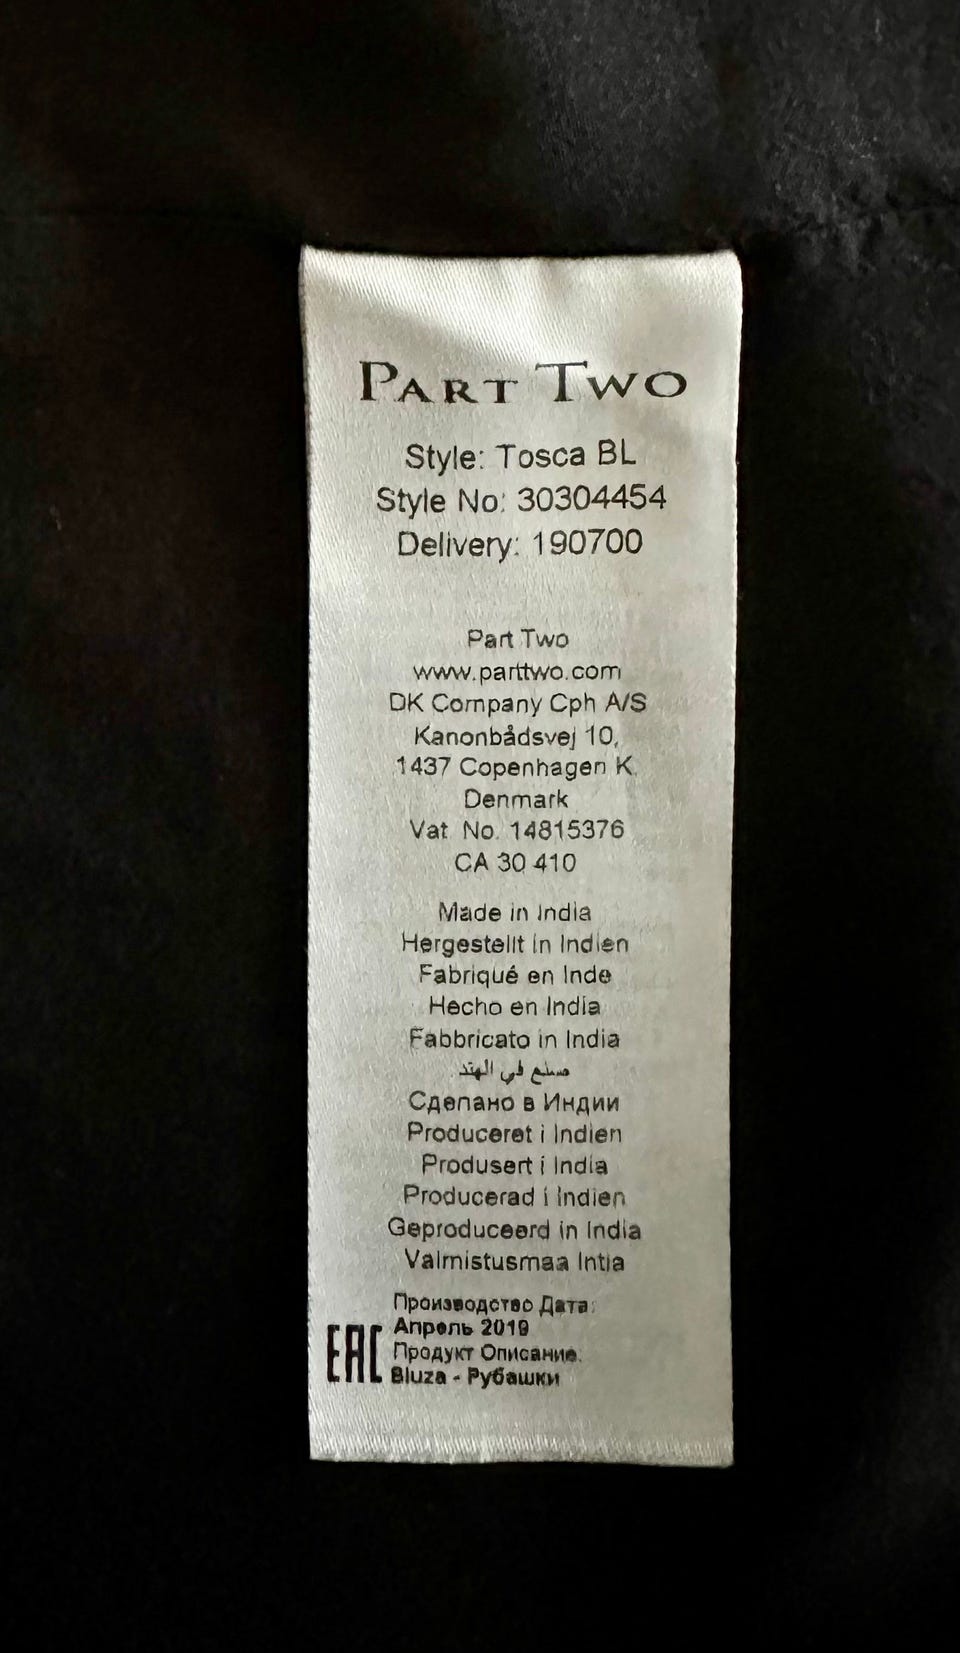 PART TWO
Style: Tosca BL
Style No: 30304454
Delivery: 190700
Part Two
www.parttwo.com
DK Company Cph A/S
Kanonbådsvej 10,
1437 Copenhagen K.
Denmark
Vat. No. 14815376
CA 30 410
Made in India
Hergestellt in Indien
Fabriqué en Inde
Hecho en India
Fabbricato in India
صنع في الهند
Сделано в Индии
Produceret i Indien
Produsert i India
Producerad i Indien
Geproduceerd in India
Valmistusmaa Intia
Производство Дата:
Апрель 2019
EAC Продукт Описание:
Bluza - Рубашки